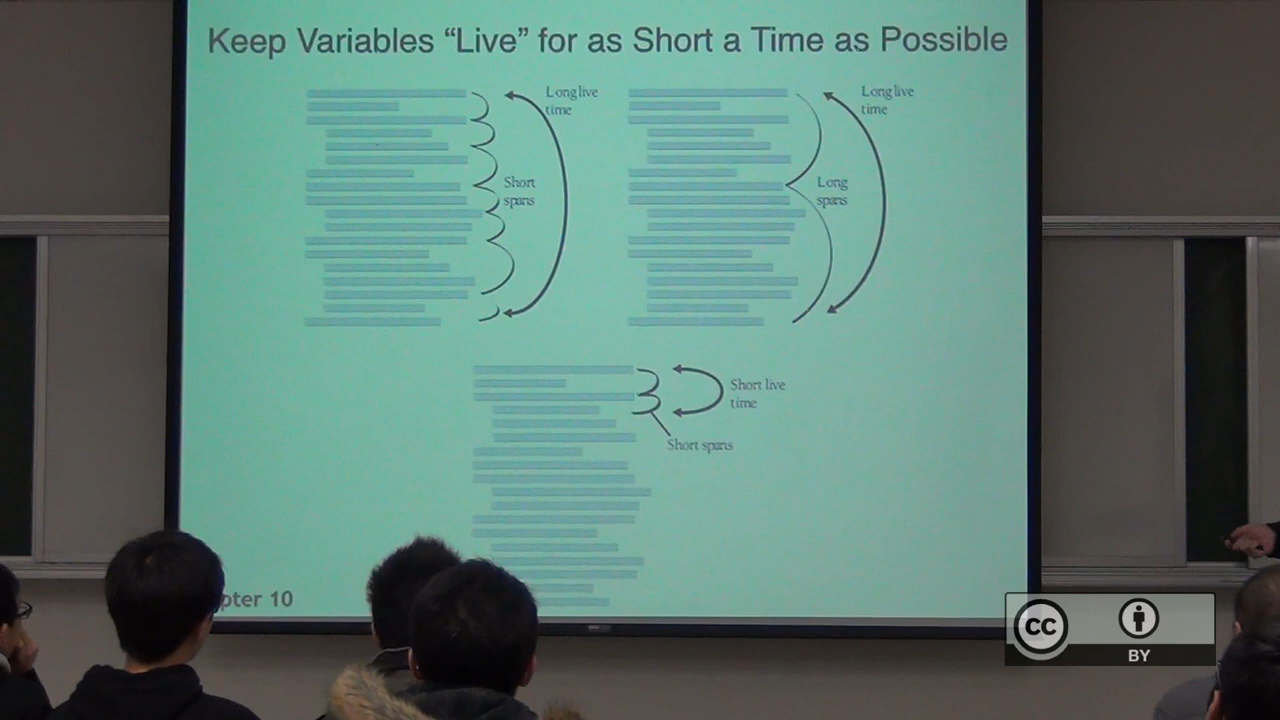 Keep Variables “Live” for as Short a Time as Possible
Long live
time
Short
spans
Long live
time
Long
spans
Short live
time
Short spans
pter 10
CC
BY